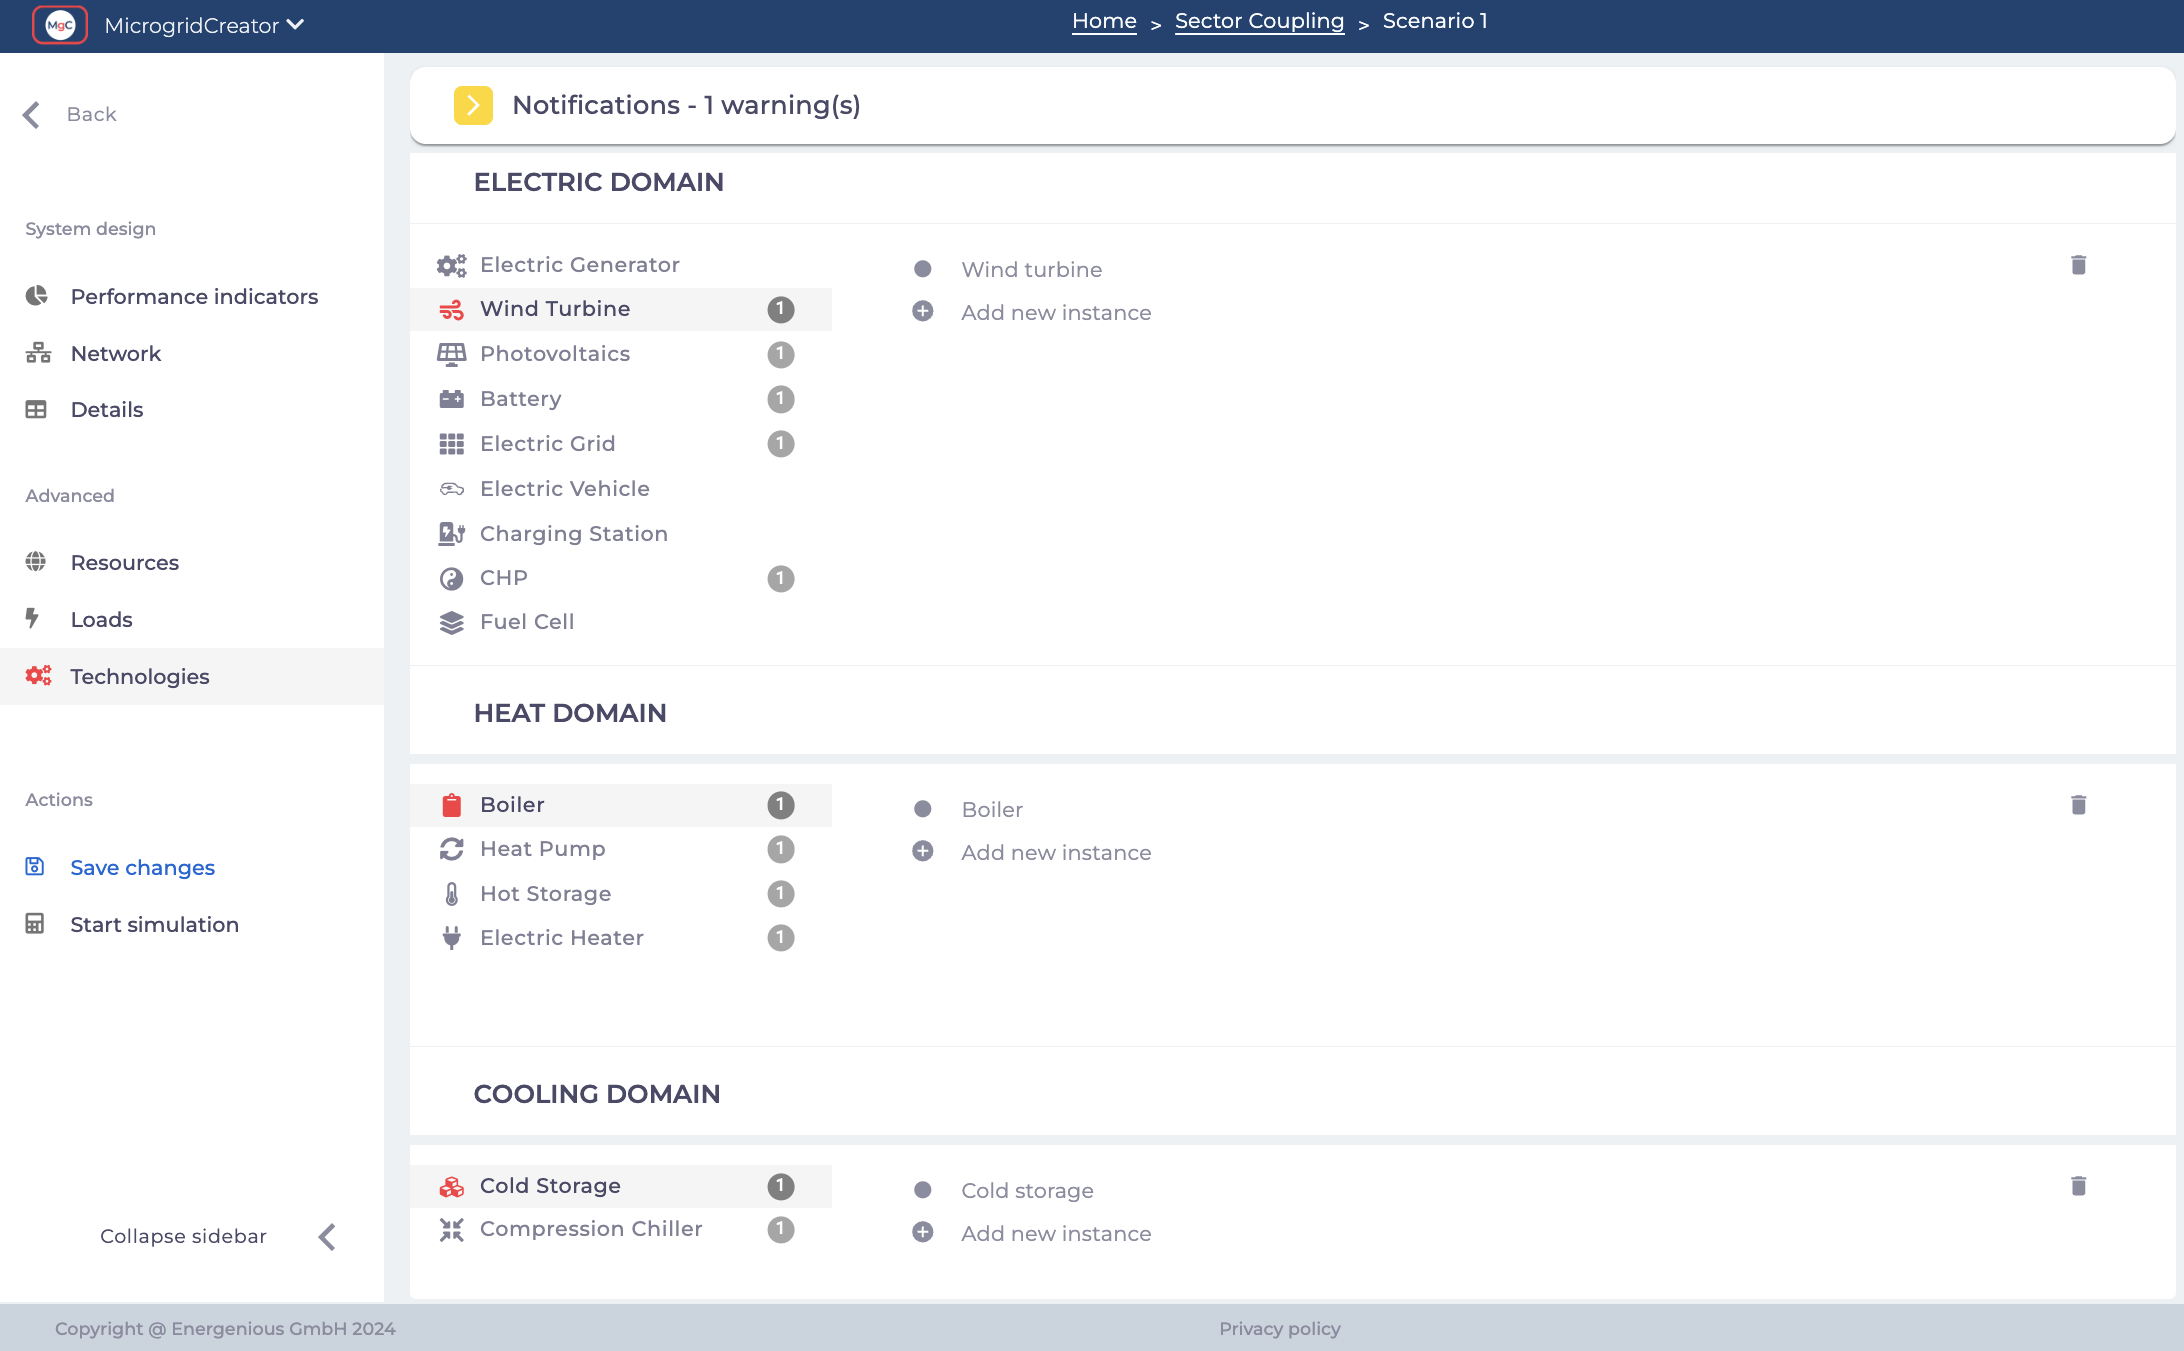 MgC MicrogridCreator
Home > Sector Coupling > Scenario 1
Back
System design
Performance indicators
Network
Details
Advanced
Resources
Loads
Technologies
Actions
Save changes
Start simulation
Collapse sidebar
Notifications - 1 warning(s)
ELECTRIC DOMAIN
Electric Generator
Wind Turbine 1
Photovoltaics 1
Battery 1
Electric Grid 1
Electric Vehicle
Charging Station
CHP 1
Fuel Cell
Wind turbine
Add new instance
HEAT DOMAIN
Boiler 1
Heat Pump 1
Hot Storage 1
Electric Heater 1
Boiler
Add new instance
COOLING DOMAIN
Cold Storage 1
Compression Chiller 1
Cold storage
Add new instance
Copyright @ Energenious GmbH 2024
Privacy policy